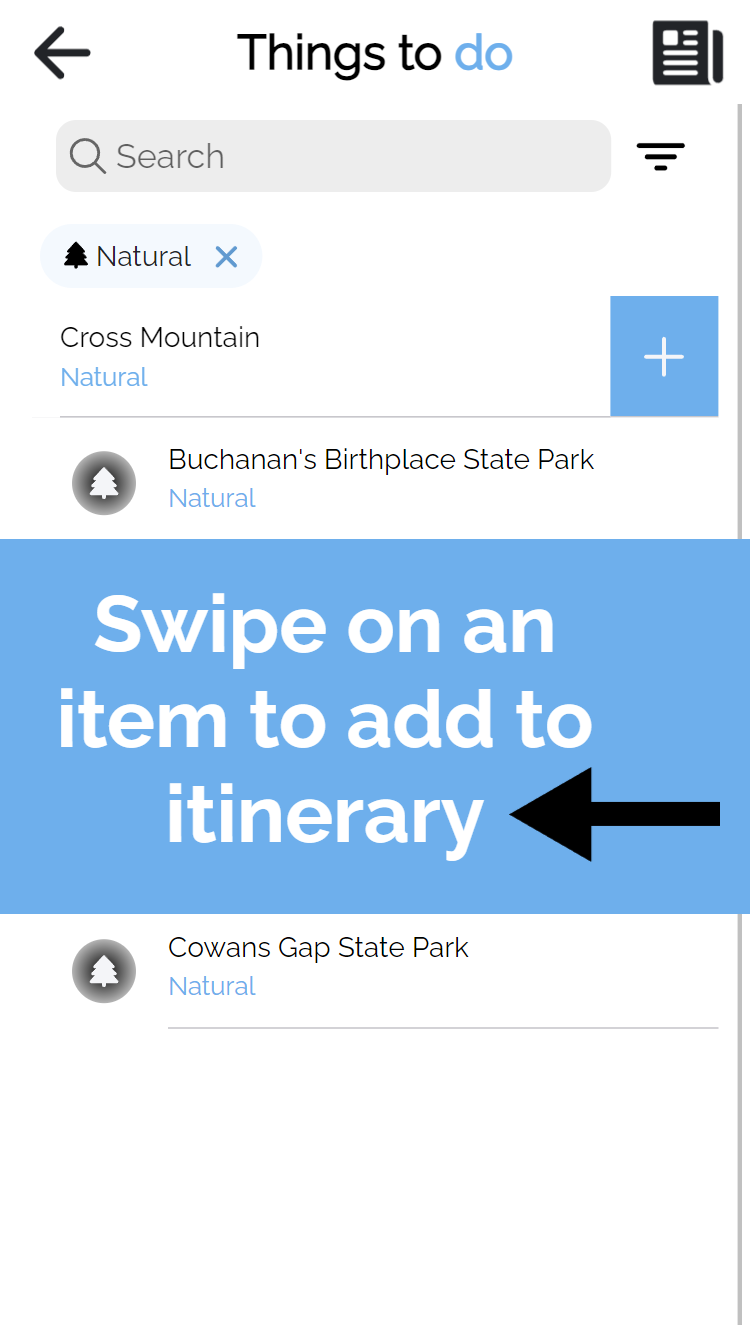 Things to do
Search
Natural
Cross Mountain
Natural
Buchanan's Birthplace State Park
Natural
Swipe on an
item to add to
itinerary
Cowans Gap State Park
Natural